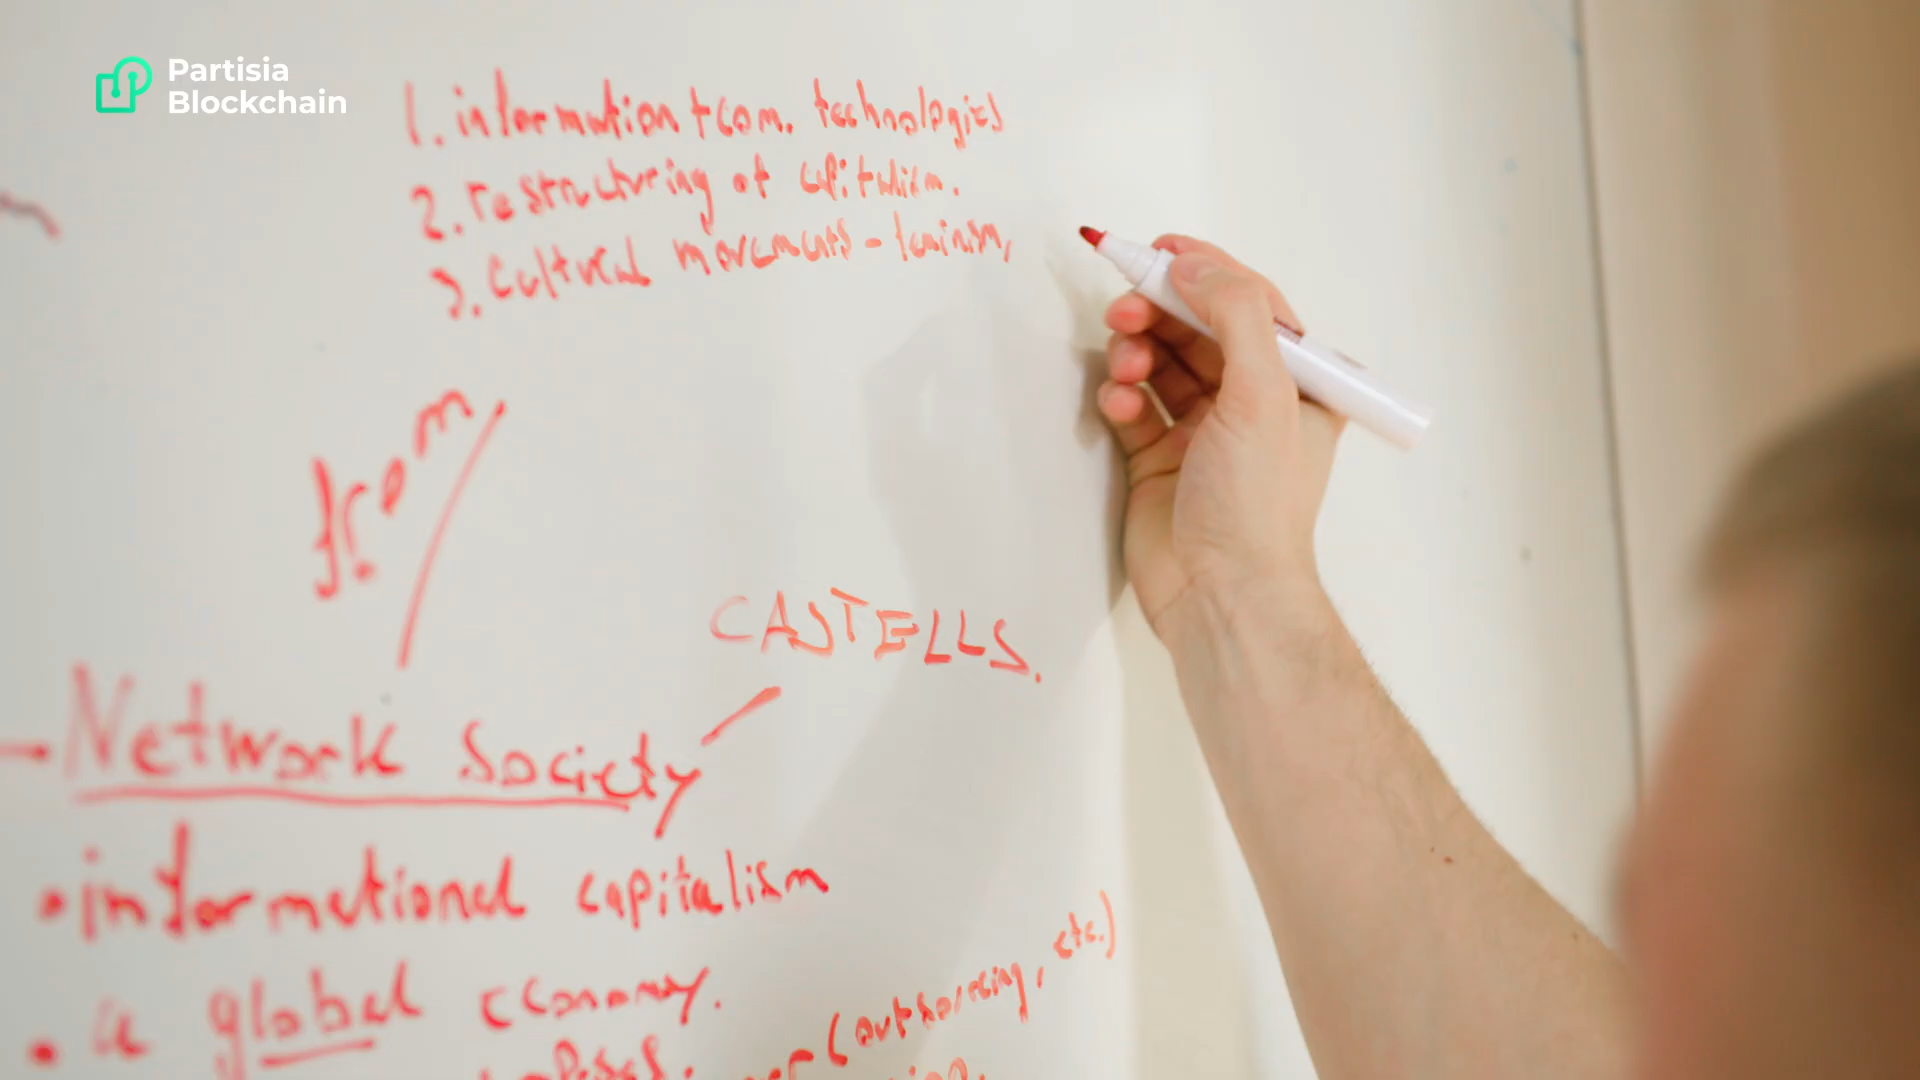 Partisia
Blockchain
1. information + com. technologies
2. restructuring of capitalism.
3. cultural movements - feminism,
from
CASTELLS.
Network Society
• informational capitalism
• a global economy.
(outsourcing, etc.)